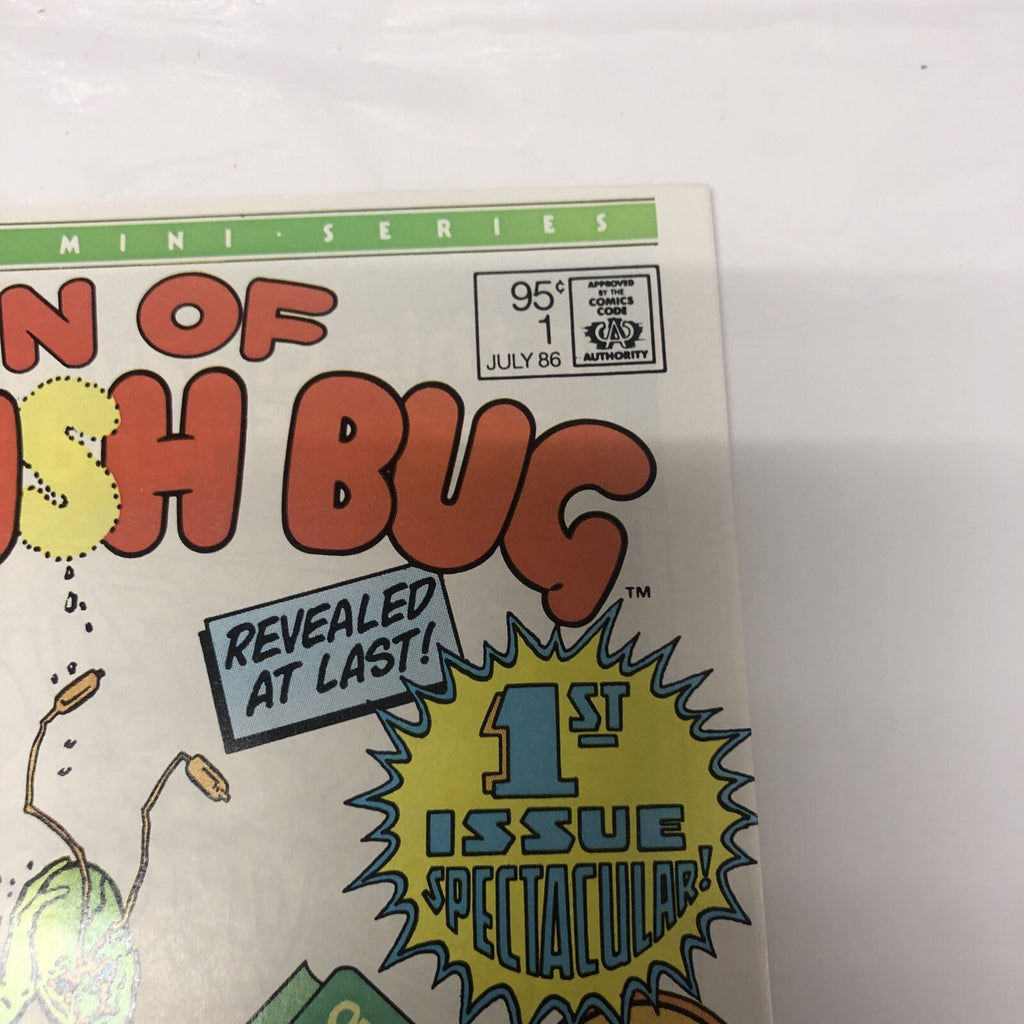 MINI·SERIES
N OF
SH BUG
TM
95¢
1
JULY 86
APPROVED
BY THE
COMICS
CODE
CA
AUTHORITY
REVEALED
AT LAST!
1ST
ISSUE
SPECTACULAR!